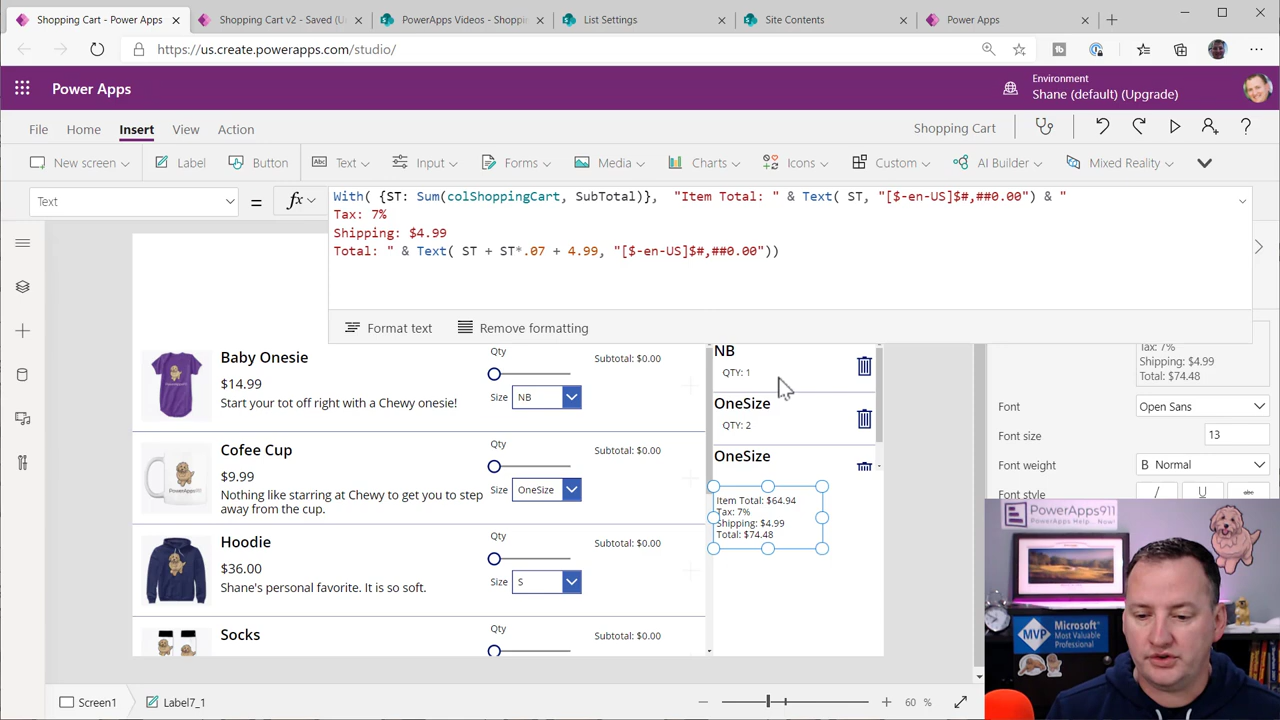 Shopping Cart - Power Apps
Shopping Cart v2 - Saved (U
PowerApps Videos - Shoppi
List Settings
Site Contents
Power Apps
https://us.create.powerapps.com/studio/
Power Apps
Environment
Shane (default) (Upgrade)
File
Home
Insert
View
Action
Shopping Cart
New screen
Label
Button
Text
Input
Forms
Media
Charts
Icons
Custom
AI Builder
Mixed Reality
Text
=
fx
With( {ST: Sum(colShoppingCart, SubTotal)}, "Item Total: " & Text( ST, "[$-en-US]$#,##0.00") & "
Tax: 7%
Shipping: $4.99
Total: " & Text( ST + ST*.07 + 4.99, "[$-en-US]$#,##0.00"))
Format text
Remove formatting
Baby Onesie
$14.99
Start your tot off right with a Chewy onesie!
Qty
Size
NB
Subtotal: $0.00
Cofee Cup
$9.99
Nothing like starring at Chewy to get you to step
away from the cup.
Qty
Size
OneSize
Subtotal: $0.00
Hoodie
$36.00
Shane's personal favorite. It is so soft.
Qty
Size
S
Subtotal: $0.00
Socks
Qty
Subtotal: $0.00
NB
QTY: 1
OneSize
QTY: 2
OneSize
Item Total: $64.94
Tax: 7%
Shipping: $4.99
Total: $74.48
Tax: 7%
Shipping: $4.99
Total: $74.48
Font
Open Sans
Font size
13
Font weight
B Normal
Font style
/
U
abc
PowerApps911
PowerApps Help. Now!
Microsoft®
Most Valuable
Professional
MVP
Screen1
Label7_1
60 %